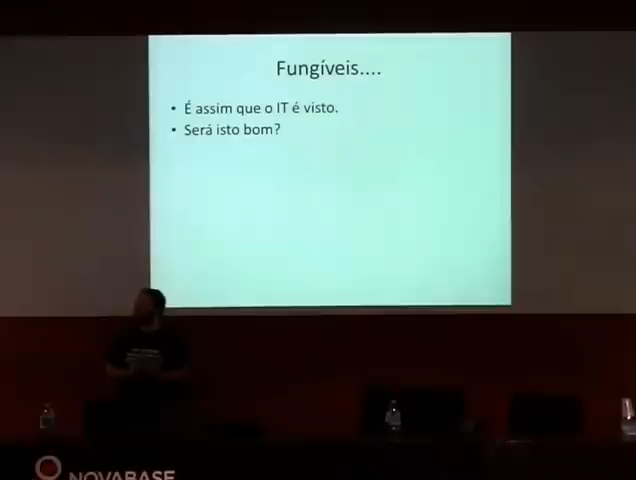 Fungíveis....
• É assim que o IT é visto.
• Será isto bom?
NOVABASE